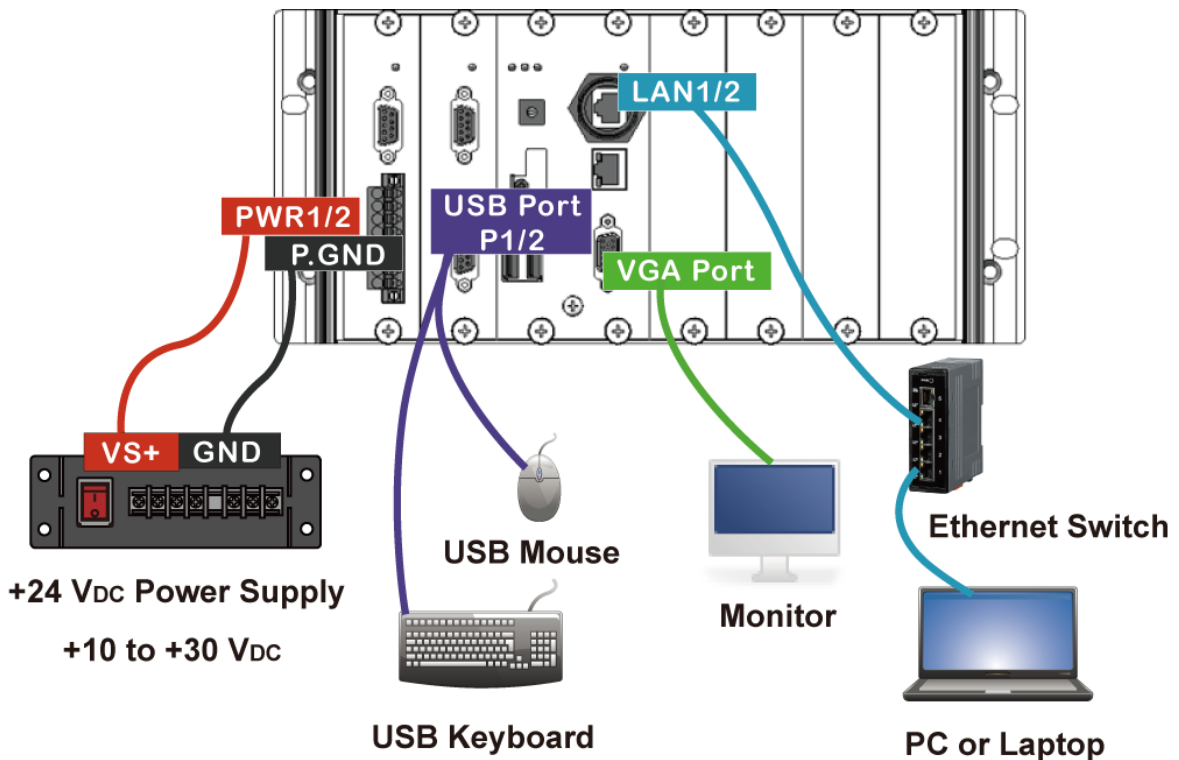 LAN1/2
PWR1/2
P.GND
USB Port
P1/2
VGA Port
VS+
GND
+24 VDC Power Supply
+10 to +30 VDC
USB Mouse
USB Keyboard
Monitor
Ethernet Switch
PC or Laptop